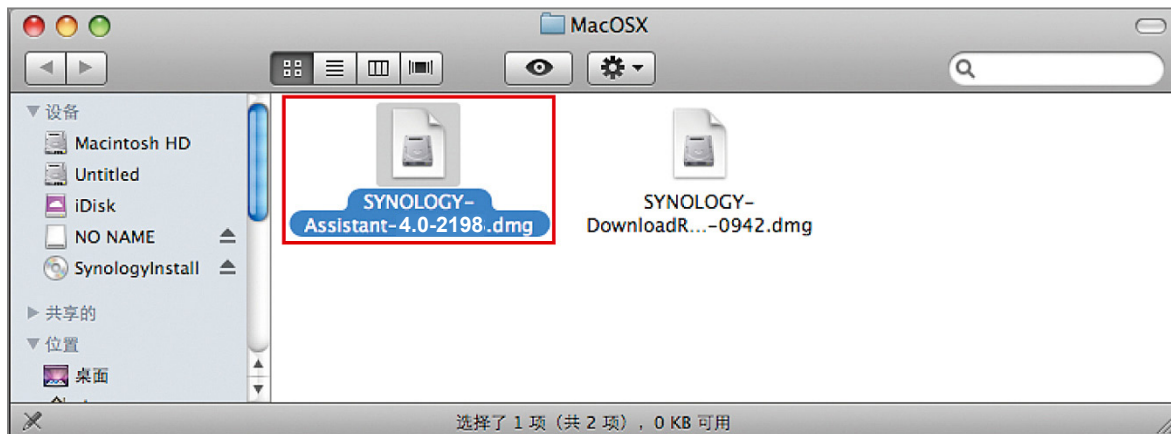 MacOSX
设备
Macintosh HD
Untitled
iDisk
NO NAME
SynologyInstall
共享的
位置
桌面
SYNOLOGY-
Assistant-4.0-2198.dmg
SYNOLOGY-
DownloadR...-0942.dmg
选择了 1 项（共 2 项）, 0 KB 可用